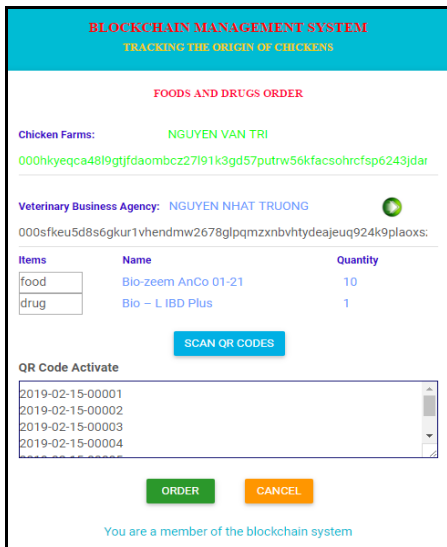 BLOCKCHAIN MANAGEMENT SYSTEM
TRACKING THE ORIGIN OF CHICKENS
FOODS AND DRUGS ORDER
Chicken Farms: NGUYEN VAN TRI
000hkyeqca48l9gtjfdaombcz27l91k3gd57putrw56kfacsohrcfsp6243jdar
Veterinary Business Agency: NGUYEN NHAT TRUONG
000sfkeu5d8s6gkur1vhendmw2678glpqmzxnbvhtydeajeuq924k9plaoxs
Items Name Quantity
food Bio-zeem AnCo 01-21 10
drug Bio – L IBD Plus 1
SCAN QR CODES
QR Code Activate
2019-02-15-00001
2019-02-15-00002
2019-02-15-00003
2019-02-15-00004
ORDER CANCEL
You are a member of the blockchain system